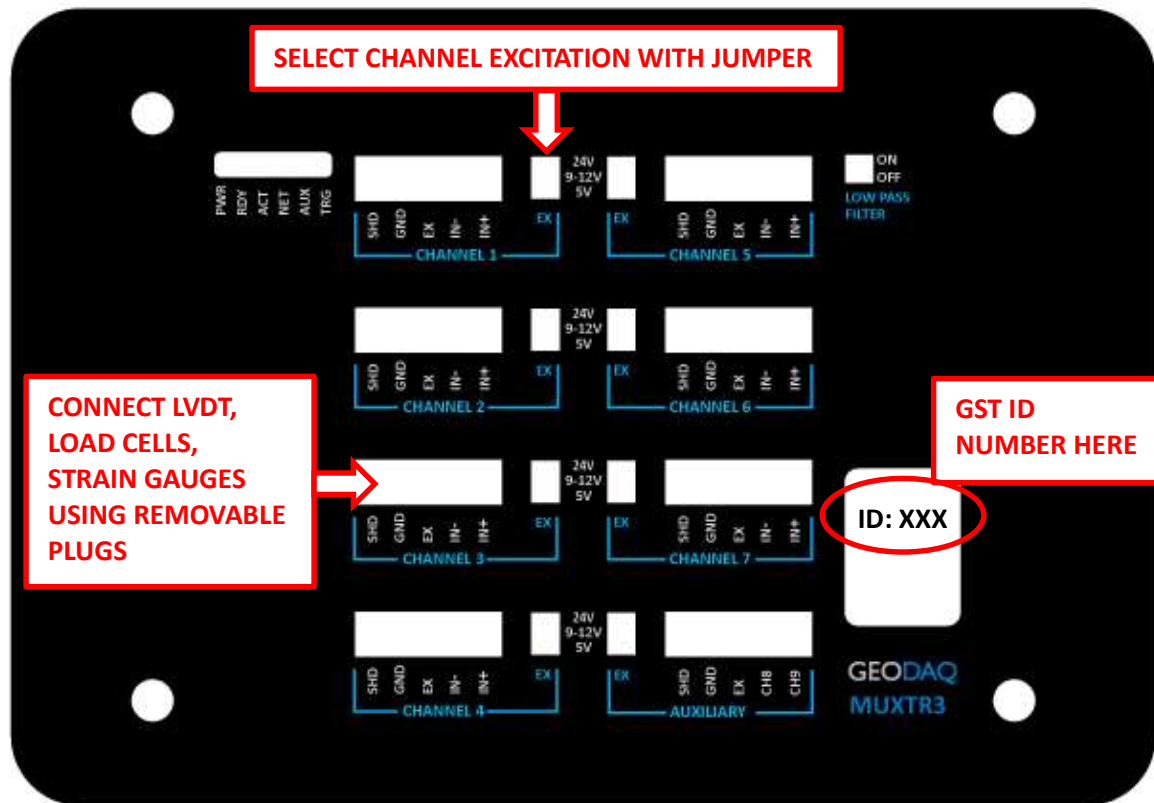 SELECT CHANNEL EXCITATION WITH JUMPER
PWR
RDY
ACT
NET
AUX
TRG
24V
9-12V
5V
ON
OFF
LOW PASS
FILTER
SHD
GND
EX
IN-
IN+
EX
CHANNEL 1
EX
SHD
GND
EX
IN-
IN+
CHANNEL 5
24V
9-12V
5V
SHD
GND
EX
IN-
IN+
EX
CHANNEL 2
EX
SHD
GND
EX
IN-
IN+
CHANNEL 6
CONNECT LVDT,
LOAD CELLS,
STRAIN GAUGES
USING REMOVABLE
PLUGS
GST ID
NUMBER HERE
24V
9-12V
5V
SHD
GND
EX
IN-
IN+
EX
CHANNEL 3
EX
SHD
GND
EX
IN-
IN+
CHANNEL 7
ID: XXX
24V
9-12V
5V
SHD
GND
EX
IN-
IN+
EX
CHANNEL 4
EX
SHD
GND
EX
CH8
CH9
AUXILIARY
GEODAQ
MUXTR3